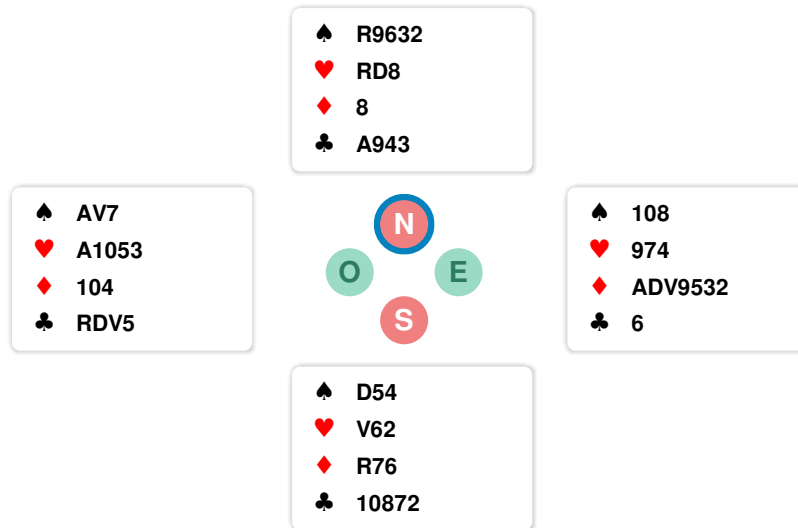 ♠ R9632
♥ RD8
♦ 8
♣ A943
♠ AV7
♥ A1053
♦ 104
♣ RDV5
N
O E
S
♠ 108
♥ 974
♦ ADV9532
♣ 6
♠ D54
♥ V62
♦ R76
♣ 10872